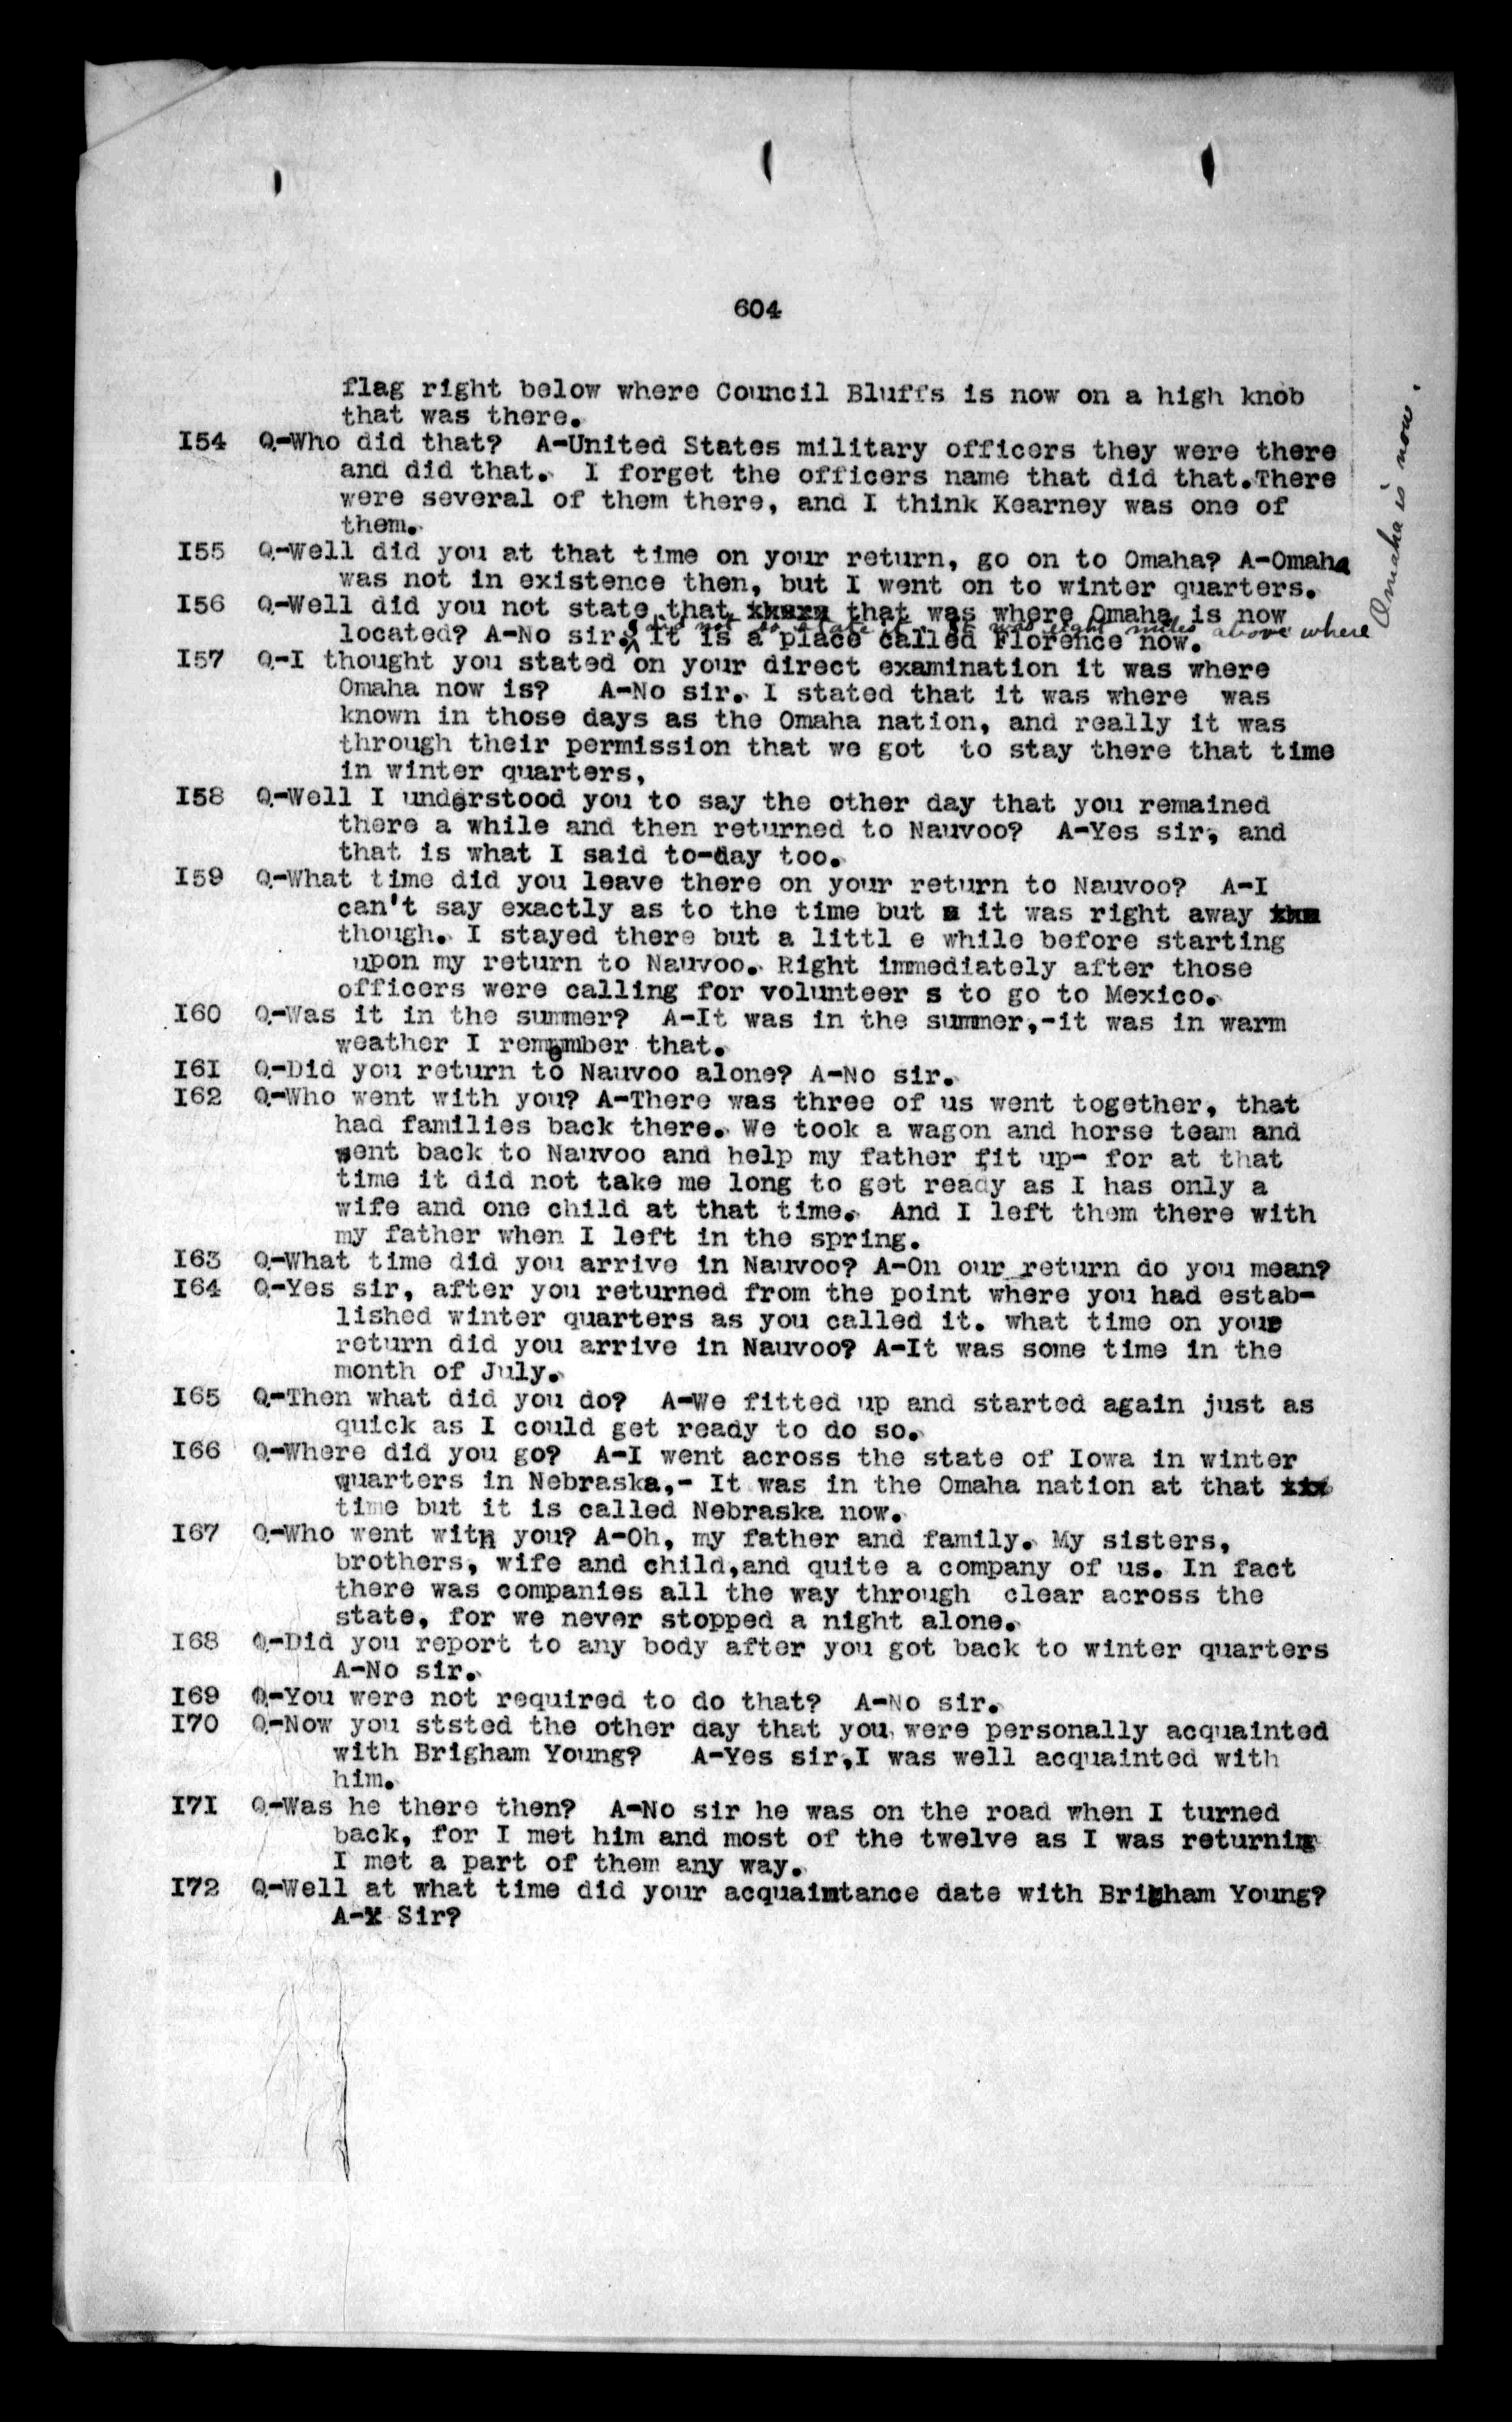 604
flag right below where Council Bluffs is now on a high knob
that was there.
I54 Q-Who did that? A-United States military officers they were there
and did that. I forget the officers name that did that.There
were several of them there, and I think Kearney was one of
them.
I55 Q-Well did you at that time on your return, go on to Omaha? A-Omaha
was not in existence then, but I went on to winter quarters.
I56 Q-Well did you not state that that was where Omaha is now
did not so state it. It was eight miles above where Omaha is now.
located? A-No sir. It is a place called Florence now.
I57 Q-I thought you stated on your direct examination it was where
Omaha now is? A-No sir. I stated that it was where was
known in those days as the Omaha nation, and really it was
through their permission that we got to stay there that time
in winter quarters,
I58 Q-Well I understood you to say the other day that you remained
there a while and then returned to Nauvoo? A-Yes sir, and
that is what I said to-day too.
I59 Q-What time did you leave there on your return to Nauvoo? A-I
can't say exactly as to the time but it was right away
though. I stayed there but a littl e while before starting
upon my return to Nauvoo. Right immediately after those
officers were calling for volunteer s to go to Mexico.
I60 Q-Was it in the summer? A-It was in the summer,-it was in warm
weather I remember that.
I6I Q-Did you return to Nauvoo alone? A-No sir.
I62 Q-Who went with you? A-There was three of us went together, that
had families back there. We took a wagon and horse team and
went back to Nauvoo and help my father fit up- for at that
time it did not take me long to get ready as I has only a
wife and one child at that time. And I left them there with
my father when I left in the spring.
I63 Q-What time did you arrive in Nauvoo? A-On our return do you mean?
I64 Q-Yes sir, after you returned from the point where you had estab-
lished winter quarters as you called it. what time on your
return did you arrive in Nauvoo? A-It was some time in the
month of July.
I65 Q-Then what did you do? A-We fitted up and started again just as
quick as I could get ready to do so.
I66 Q-Where did you go? A-I went across the state of Iowa in winter
quarters in Nebraska,- It was in the Omaha nation at that
time but it is called Nebraska now.
I67 Q-Who went with you? A-Oh, my father and family. My sisters,
brothers, wife and child,and quite a company of us. In fact
there was companies all the way through clear across the
state, for we never stopped a night alone.
I68 Q-Did you report to any body after you got back to winter quarters
A-No sir.
I69 Q-You were not required to do that? A-No sir.
I70 Q-Now you ststed the other day that you were personally acquainted
with Brigham Young? A-Yes sir,I was well acquainted with
him.
I7I Q-Was he there then? A-No sir he was on the road when I turned
back, for I met him and most of the twelve as I was returning
I met a part of them any way.
I72 Q-Well at what time did your acquaintance date with Brigham Young?
A- Sir?